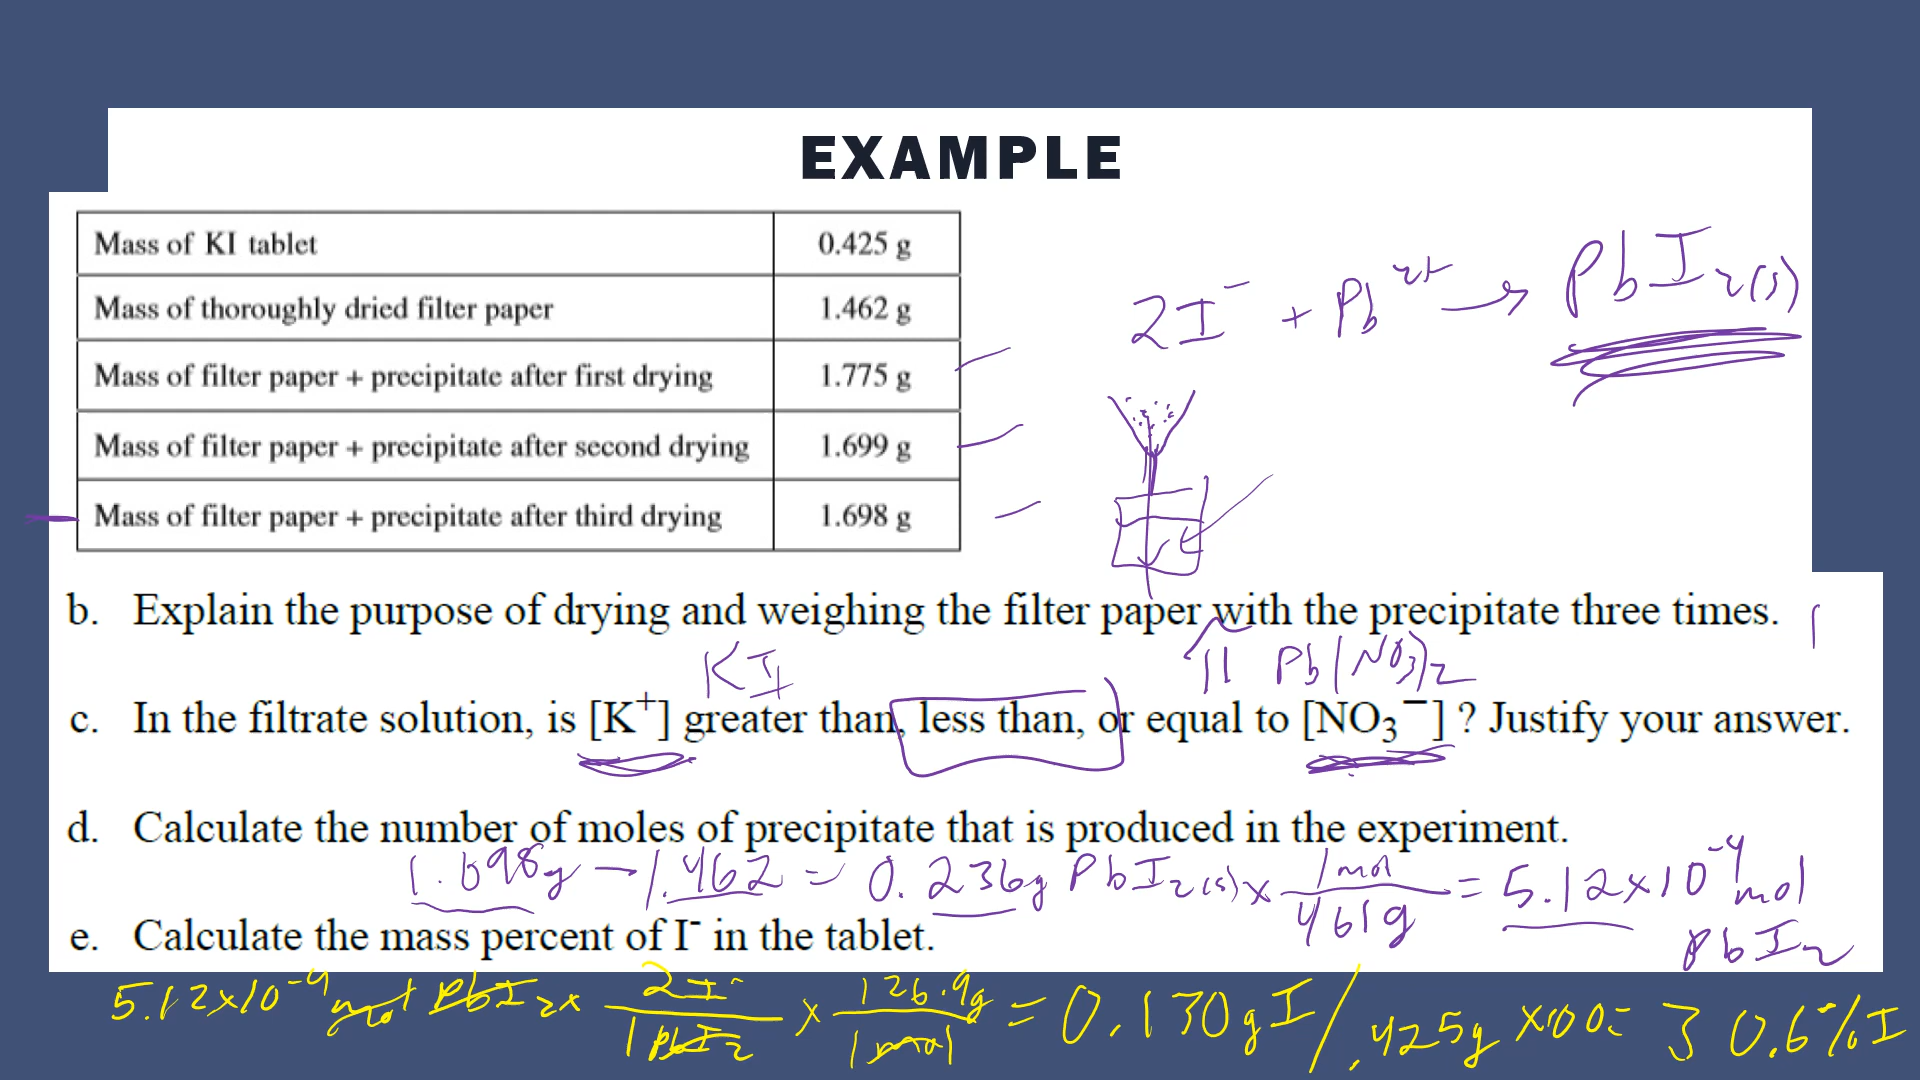 EXAMPLE
Mass of KI tablet 0.425 g
Mass of thoroughly dried filter paper 1.462 g
Mass of filter paper + precipitate after first drying 1.775 g
Mass of filter paper + precipitate after second drying 1.699 g
Mass of filter paper + precipitate after third drying 1.698 g
2I⁻ + Pb²⁺ → PbI₂(s)
b. Explain the purpose of drying and weighing the filter paper with the precipitate three times.
KI ⇈ Pb(NO₃)₂
c. In the filtrate solution, is [K⁺] greater than, less than, or equal to [NO₃⁻] ? Justify your answer.
d. Calculate the number of moles of precipitate that is produced in the experiment.
1.698g - 1.462 = 0.236g PbI₂(s) x 1mol/461g = 5.12x10⁻⁴ mol
PbI₂
e. Calculate the mass percent of I⁻ in the tablet.
5.12x10⁻⁴ mol PbI₂ x 2I⁻/1PbI₂ x 126.9g/1mol = 0.130gI/.425g x100= 30.6% I